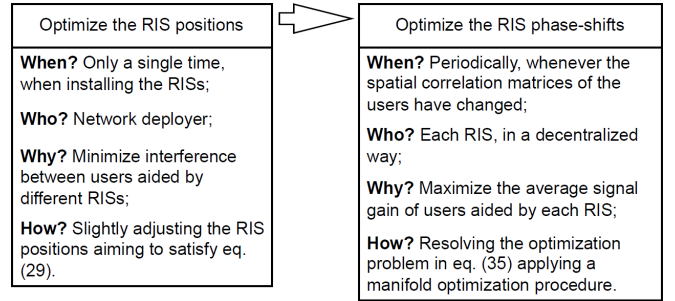 Optimize the RIS positions
When? Only a single time,
when installing the RISs;
Who? Network deployer;
Why? Minimize interference
between users aided by
different RISs;
How? Slightly adjusting the RIS
positions aiming to satisfy eq.
(29).
Optimize the RIS phase-shifts
When? Periodically, whenever the
spatial correlation matrices of the
users have changed;
Who? Each RIS, in a decentralized
way;
Why? Maximize the average signal
gain of users aided by each RIS;
How? Resolving the optimization
problem in eq. (35) applying a
manifold optimization procedure.